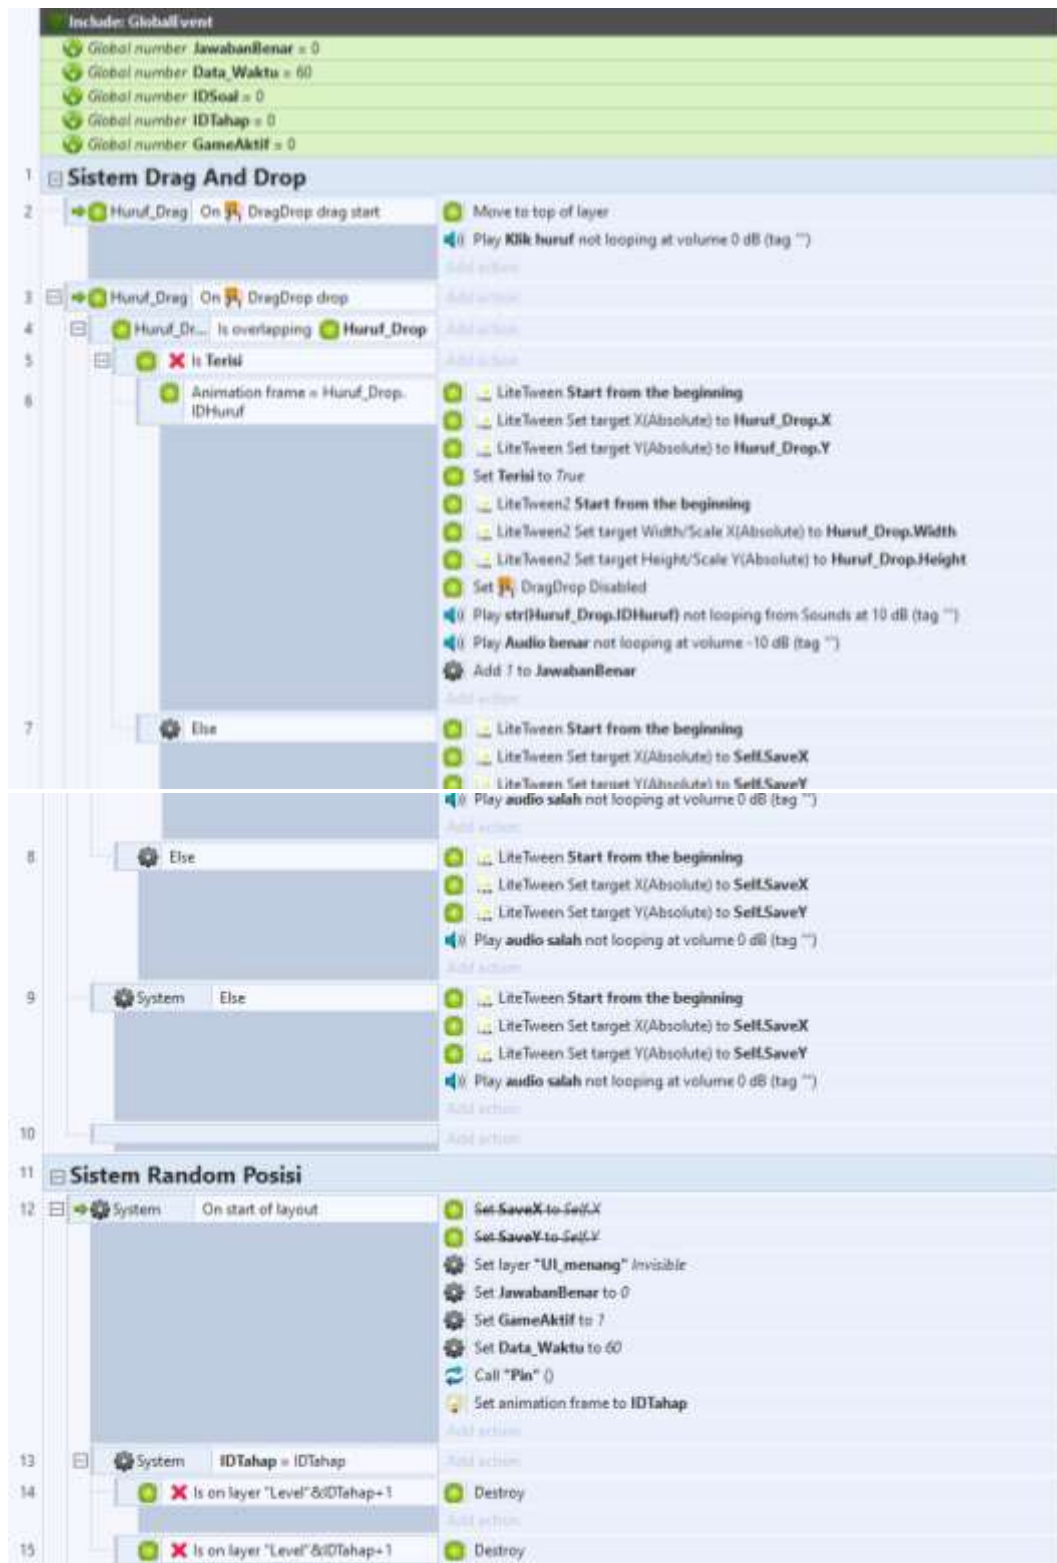 Include: GlobalEvent
Global number JawabanBenar = 0
Global number Data_Waktu = 60
Global number IDSoal = 0
Global number IDTahap = 0
Global number GameAktif = 0
1 Sistem Drag And Drop
2 Huruf_Drag On DragDrop drag start Move to top of layer
Play Klik huruf not looping at volume 0 dB (tag "")
Add action
3 Huruf_Drag On DragDrop drop Add action
4 Huruf_Dr... Is overlapping Huruf_Drop Add action
5 Is Terisi Add action
6 Animation frame = Huruf_Drop.
IDHuruf
LiteTween Start from the beginning
LiteTween Set target X(Absolute) to Huruf_Drop.X
LiteTween Set target Y(Absolute) to Huruf_Drop.Y
Set Terisi to True
LiteTween2 Start from the beginning
LiteTween2 Set target Width/Scale X(Absolute) to Huruf_Drop.Width
LiteTween2 Set target Height/Scale Y(Absolute) to Huruf_Drop.Height
Set DragDrop Disabled
Play str(Huruf_Drop.IDHuruf) not looping from Sounds at 10 dB (tag "")
Play Audio benar not looping at volume -10 dB (tag "")
Add 1 to JawabanBenar
Add action
7 Else LiteTween Start from the beginning
LiteTween Set target X(Absolute) to Self.SaveX
LiteTween Set target Y(Absolute) to Self.SaveY
Play audio salah not looping at volume 0 dB (tag "")
Add action
8 Else LiteTween Start from the beginning
LiteTween Set target X(Absolute) to Self.SaveX
LiteTween Set target Y(Absolute) to Self.SaveY
Play audio salah not looping at volume 0 dB (tag "")
Add action
9 System Else LiteTween Start from the beginning
LiteTween Set target X(Absolute) to Self.SaveX
LiteTween Set target Y(Absolute) to Self.SaveY
Play audio salah not looping at volume 0 dB (tag "")
Add action
10 Add action
11 Sistem Random Posisi
12 System On start of layout Set SaveX to Self.X
Set SaveY to Self.Y
Set layer "UI_menang" Invisible
Set JawabanBenar to 0
Set GameAktif to 1
Set Data_Waktu to 60
Call "Pin" ()
Set animation frame to IDTahap
Add action
13 System IDTahap = IDTahap Add action
14 Is on layer "Level"&IDTahap+1 Destroy
Add action
15 Is on layer "Level"&IDTahap+1 Destroy